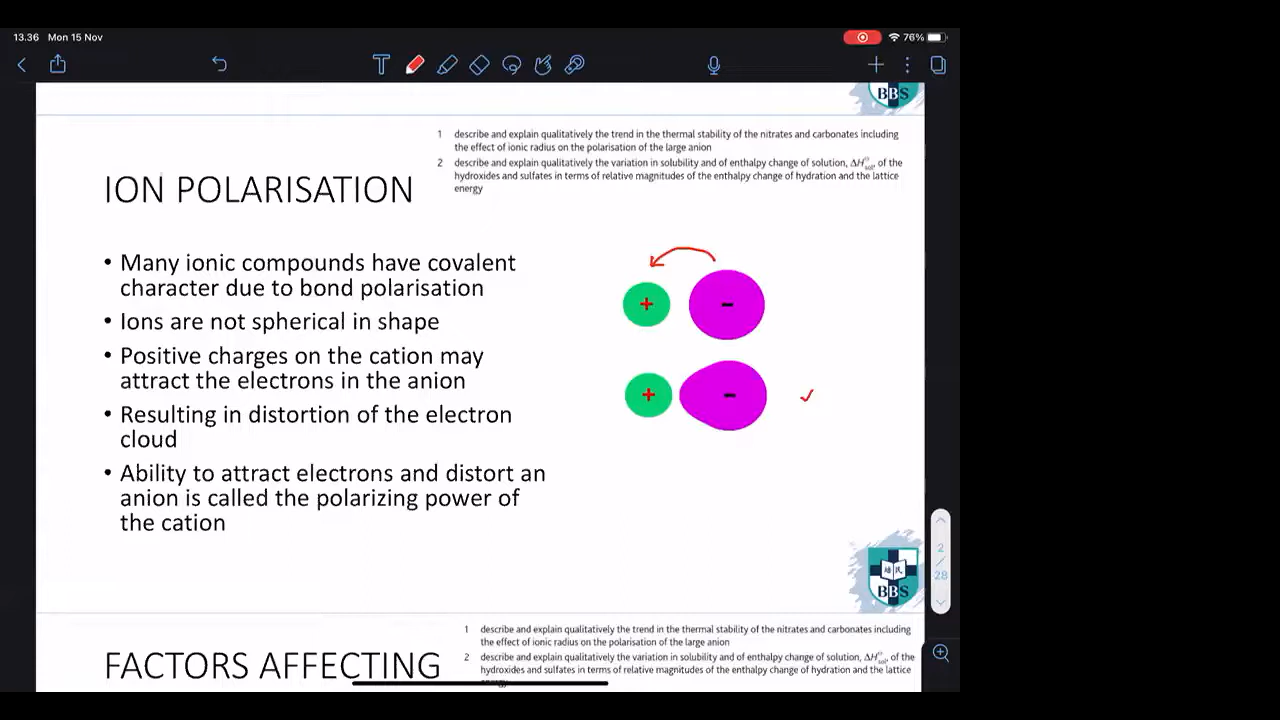 13.36 Mon 15 Nov
76%
BBS
1 describe and explain qualitatively the trend in the thermal stability of the nitrates and carbonates including
the effect of ionic radius on the polarisation of the large anion
2 describe and explain qualitatively the variation in solubility and of enthalpy change of solution, ΔH⦵sol, of the
hydroxides and sulfates in terms of relative magnitudes of the enthalpy change of hydration and the lattice
energy
ION POLARISATION
• Many ionic compounds have covalent
character due to bond polarisation
• Ions are not spherical in shape
• Positive charges on the cation may
attract the electrons in the anion
• Resulting in distortion of the electron
cloud
• Ability to attract electrons and distort an
anion is called the polarizing power of
the cation
+ -
+ -
2
/
28
培民
BBS
1 describe and explain qualitatively the trend in the thermal stability of the nitrates and carbonates including
the effect of ionic radius on the polarisation of the large anion
2 describe and explain qualitatively the variation in solubility and of enthalpy change of solution, ΔH⦵sol, of the
hydroxides and sulfates in terms of relative magnitudes of the enthalpy change of hydration and the lattice
FACTORS AFFECTING